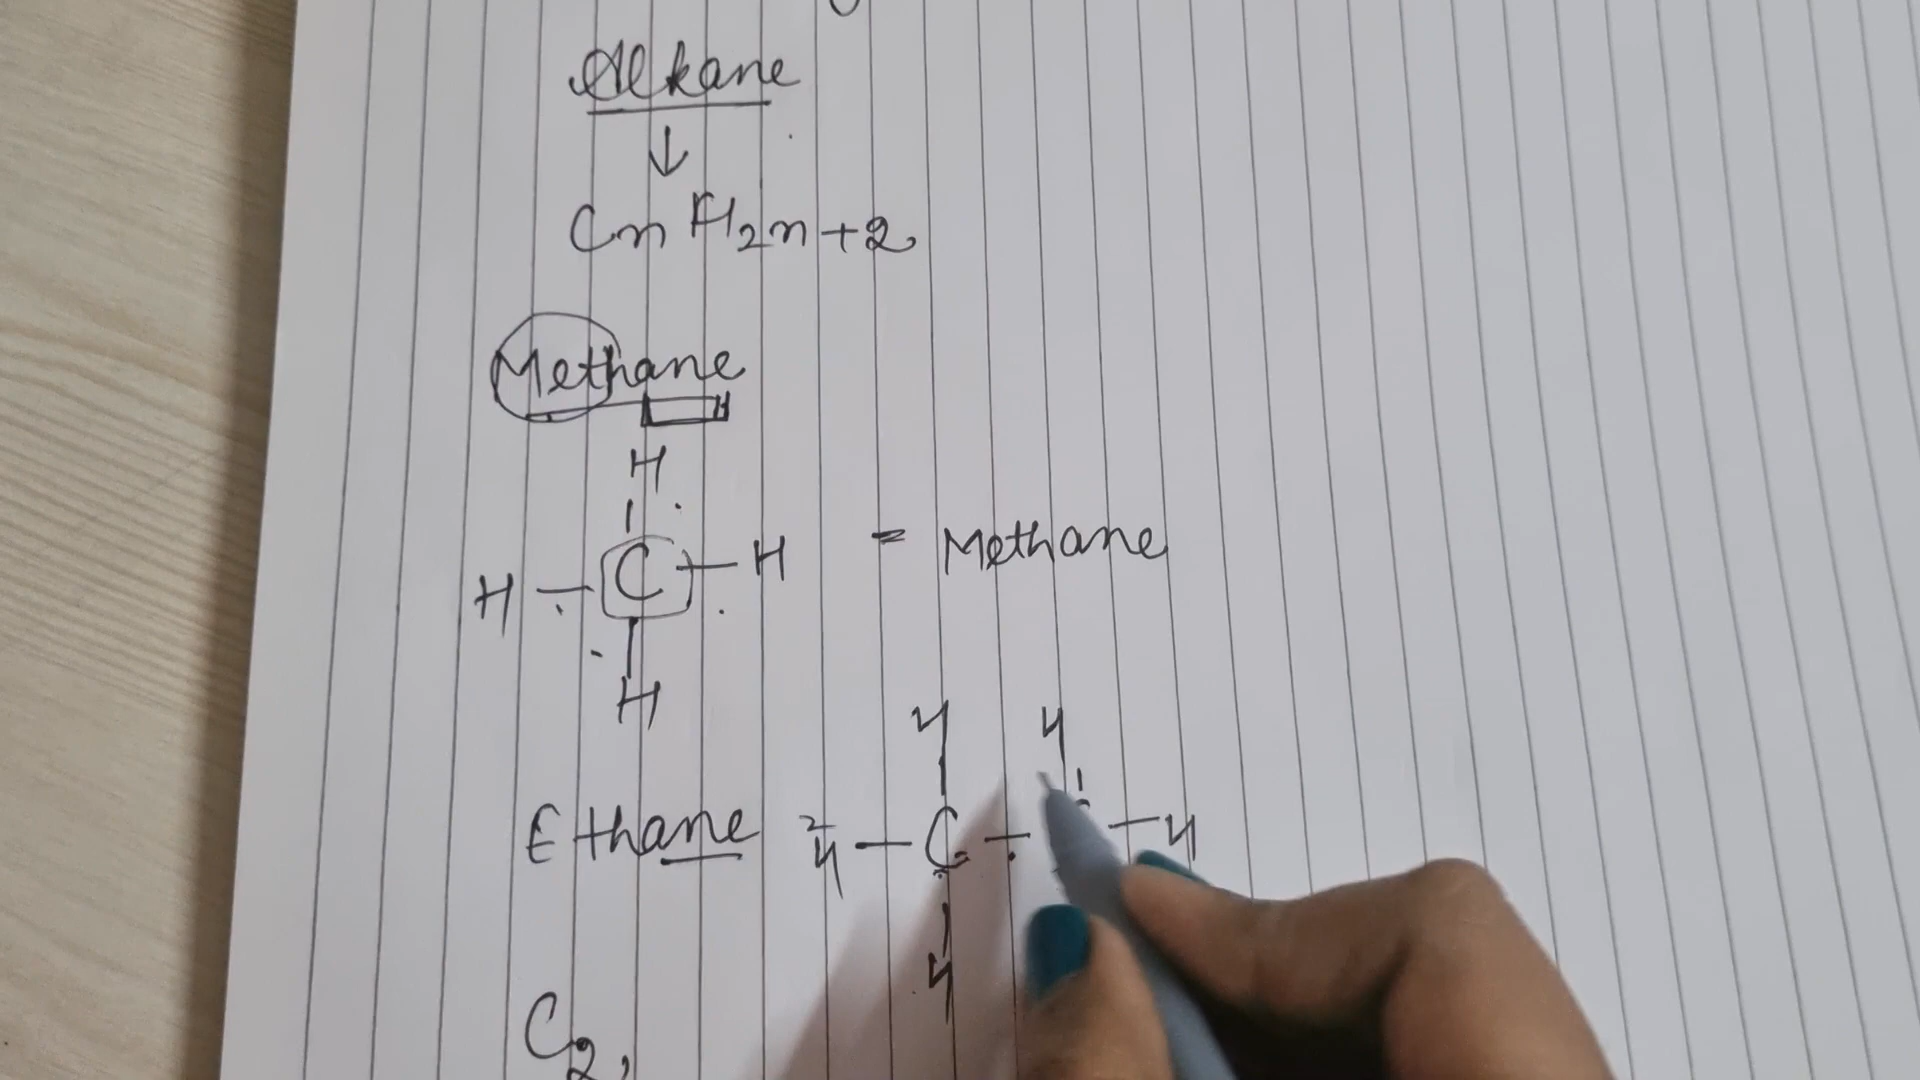 Alkane
↓
CnH2n+2
Methane
H
H - C - H = Methane
H
H H
Ethane H - C - C - H
H
C2